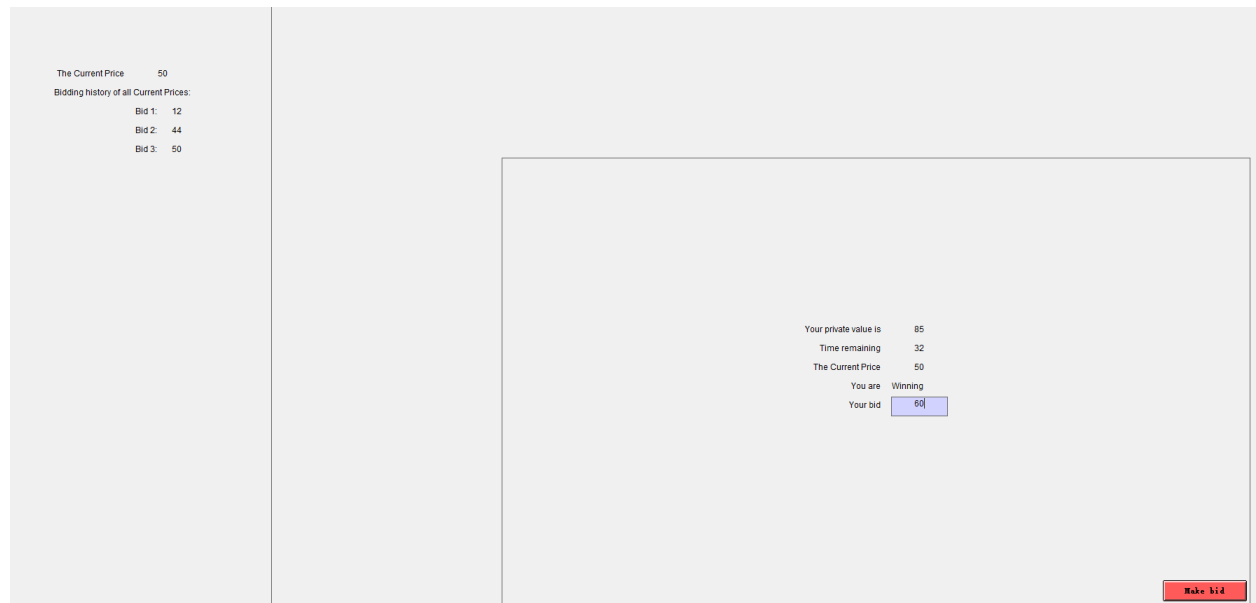 The Current Price 50
Bidding history of all Current Prices:
Bid 1: 12
Bid 2: 44
Bid 3: 50
Your private value is 85
Time remaining 32
The Current Price 50
You are Winning
Your bid 60
Make bid